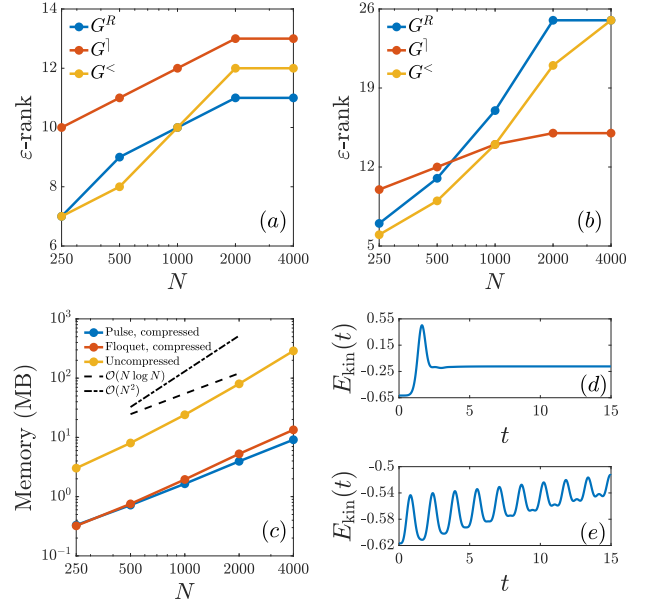 14
12
10
8
6
ε-rank
G^R
G^⌉
G^<
(a)
250 500 1000 2000 4000
N
26
19
12
5
ε-rank
G^R
G^⌉
G^<
(b)
250 500 1000 2000 4000
N
10^3
10^2
10^1
10^0
10^-1
Memory (MB)
Pulse, compressed
Floquet, compressed
Uncompressed
O(N log N)
O(N^2)
(c)
250 500 1000 2000 4000
N
0.55
0.15
-0.25
-0.65
E_kin(t)
(d)
0 5 10 15
t
-0.5
-0.54
-0.58
-0.62
E_kin(t)
(e)
0 5 10 15
t